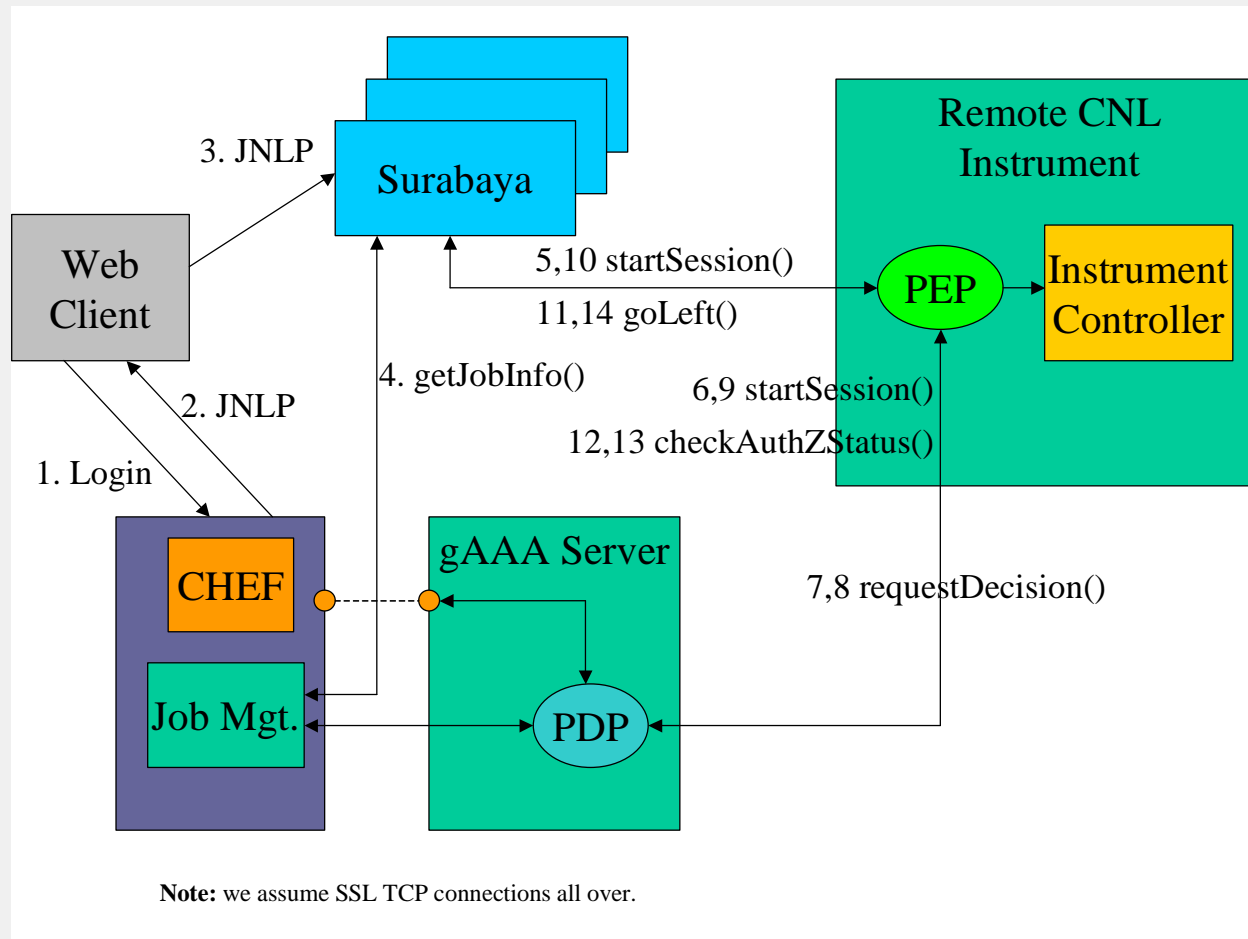 3. JNLP
Surabaya
Remote CNL
Instrument
Web
Client
5,10 startSession()
11,14 goLeft()
PEP
Instrument
Controller
4. getJobInfo()
2. JNLP
6,9 startSession()
12,13 checkAuthZStatus()
1. Login
CHEF
gAAA Server
7,8 requestDecision()
Job Mgt.
PDP
Note: we assume SSL TCP connections all over.